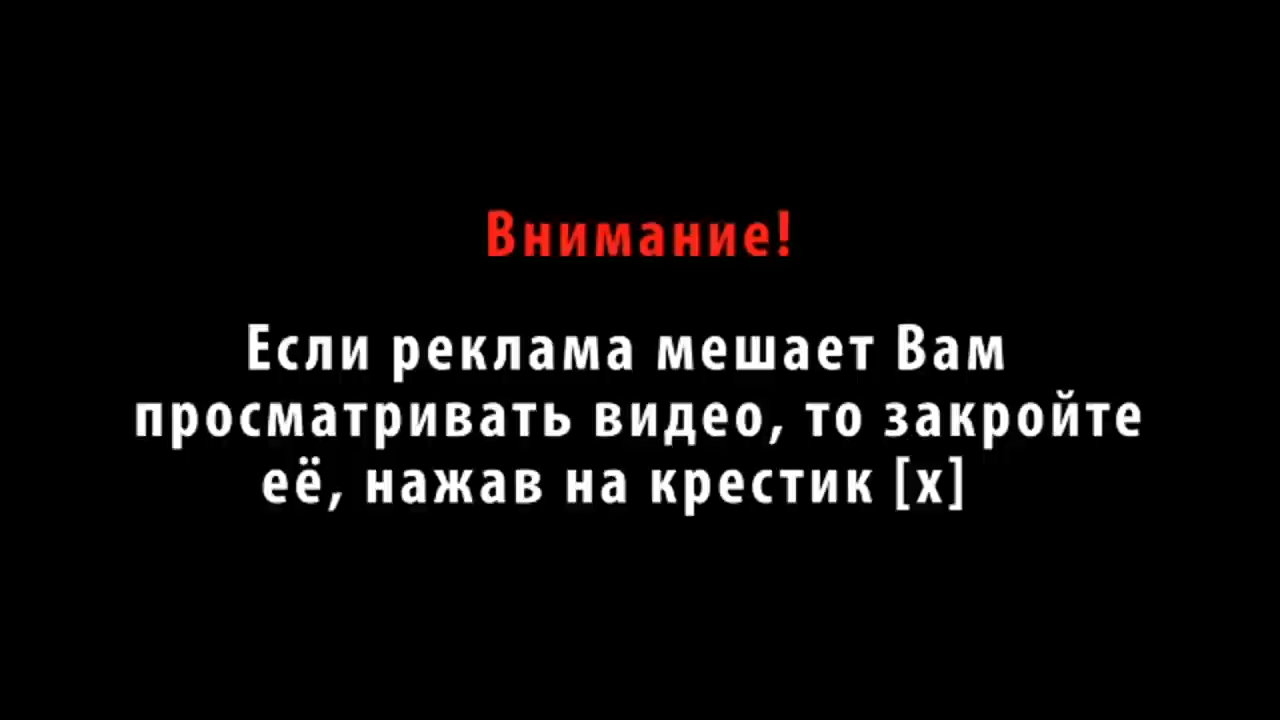 Внимание!
Если реклама мешает Вам
просматривать видео, то закройте
её, нажав на крестик [x]